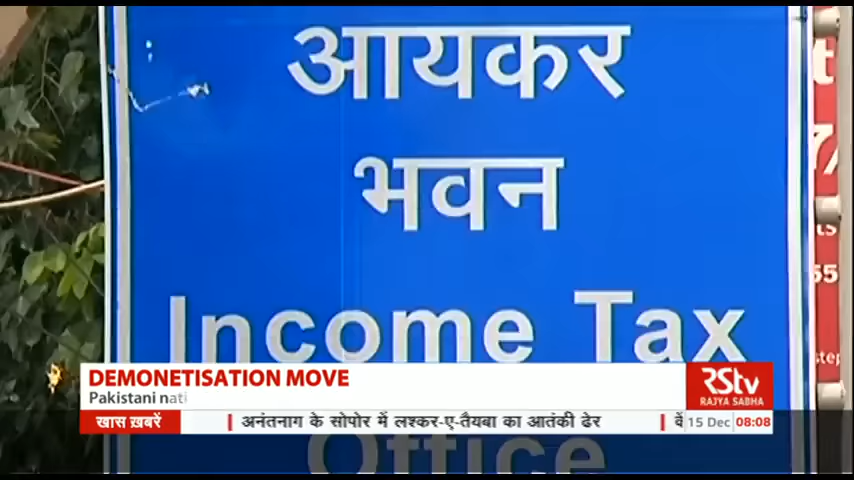 आयकर
भवन
Income Tax
DEMONETISATION MOVE
Pakistani nati
RSTV
RAJYA SABHA
खास ख़बरें
अनंतनाग के सोपोर में लश्कर-ए-तैयबा का आतंकी ढेर
15 Dec 08:08
Office